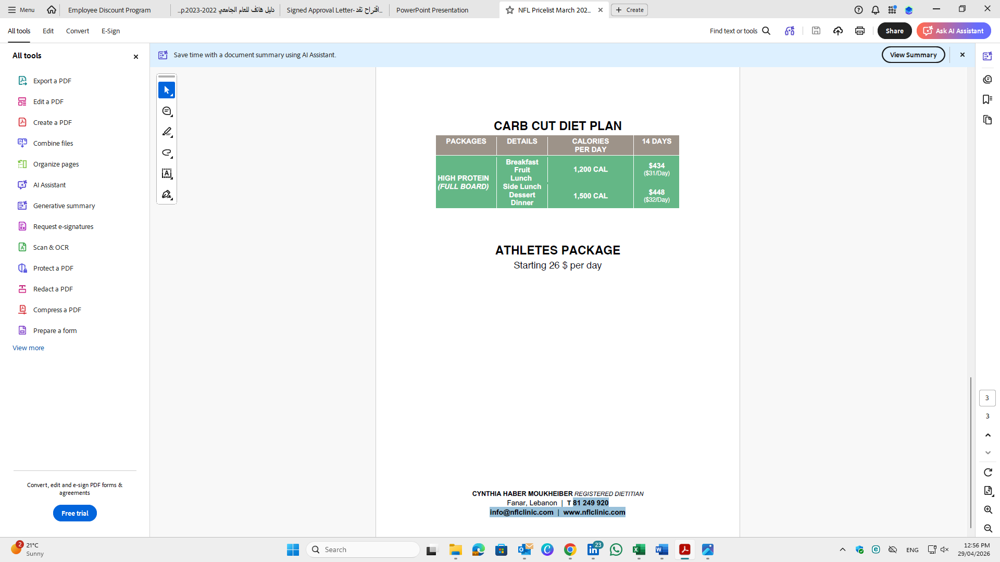 Menu
Employee Discount Program
دليل هاتف للعام الجامعي 2022-2023.p...
Signed Approval Letter- اقتراح نقد...
PowerPoint Presentation
NFL Pricelist March 202...
Create
All tools
Edit
Convert
E-Sign
Find text or tools
Share
Ask AI Assistant
All tools
Save time with a document summary using AI Assistant.
View Summary
Export a PDF
Edit a PDF
Create a PDF
Combine files
Organize pages
AI Assistant
Generative summary
Request e-signatures
Scan & OCR
Protect a PDF
Redact a PDF
Compress a PDF
Prepare a form
View more
Convert, edit and e-sign PDF forms &
agreements
Free trial
CARB CUT DIET PLAN
PACKAGES DETAILS CALORIES PER DAY 14 DAYS
HIGH PROTEIN
(FULL BOARD)
Breakfast
Fruit
Lunch
Side Lunch
Dessert
Dinner
1,200 CAL
$434
($31/Day)
1,500 CAL
$448
($32/Day)
ATHLETES PACKAGE
Starting 26 $ per day
CYNTHIA HABER MOUKHEIBER REGISTERED DIETITIAN
Fanar, Lebanon | T 81 249 920
info@nflclinic.com | www.nflclinic.com
3
3
2
21°C
Sunny
Search
23
ENG
12:56 PM
29/04/2026